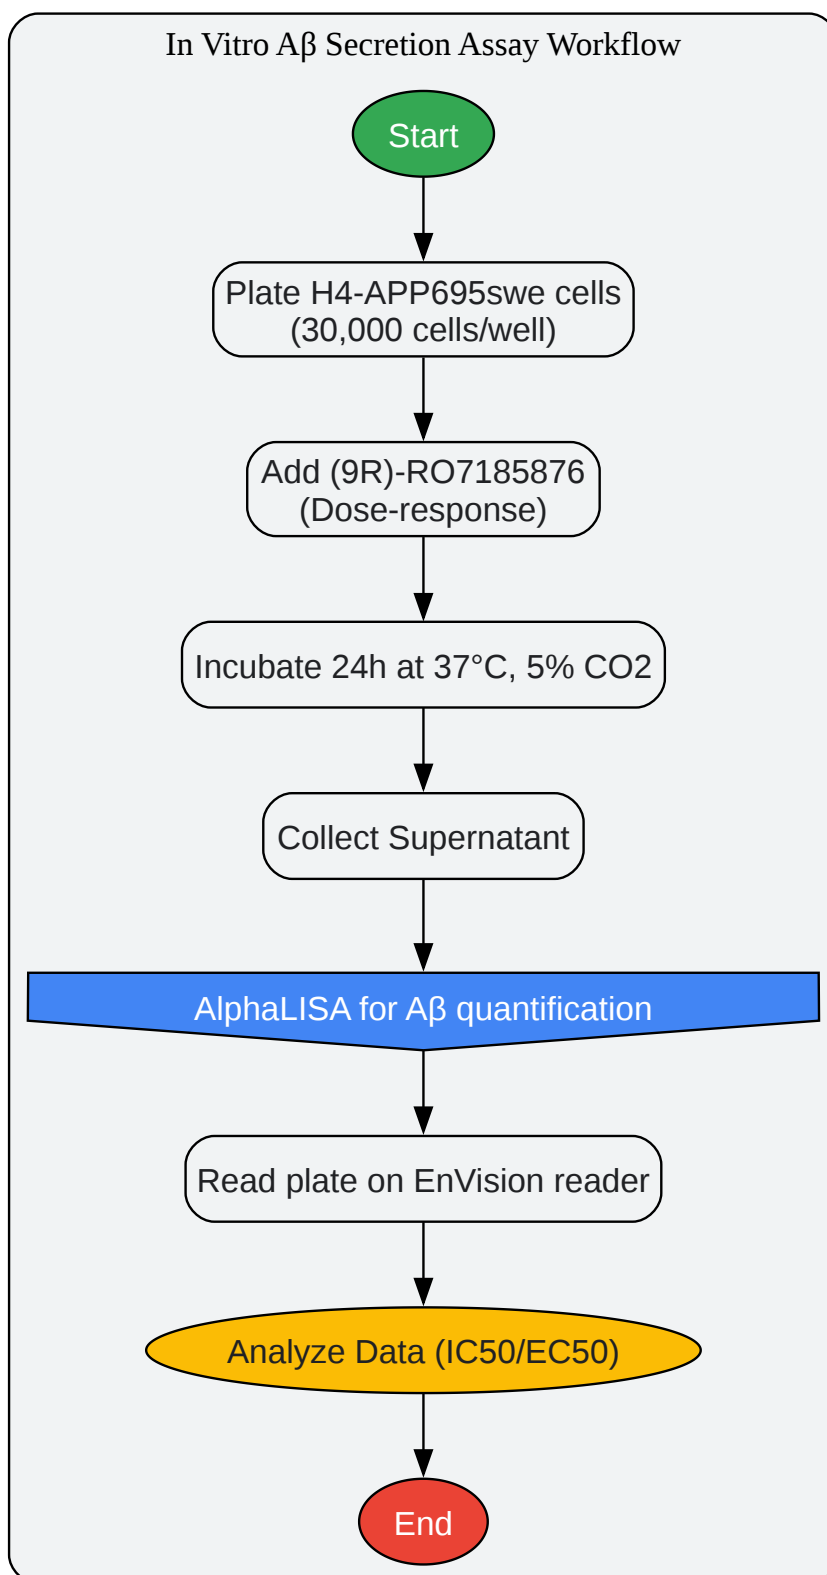 In Vitro Aβ Secretion Assay Workflow
Start
Plate H4-APP695swe cells
(30,000 cells/well)
Add (9R)-RO7185876
(Dose-response)
Incubate 24h at 37°C, 5% CO2
Collect Supernatant
AlphaLISA for Aβ quantification
Read plate on EnVision reader
Analyze Data (IC50/EC50)
End